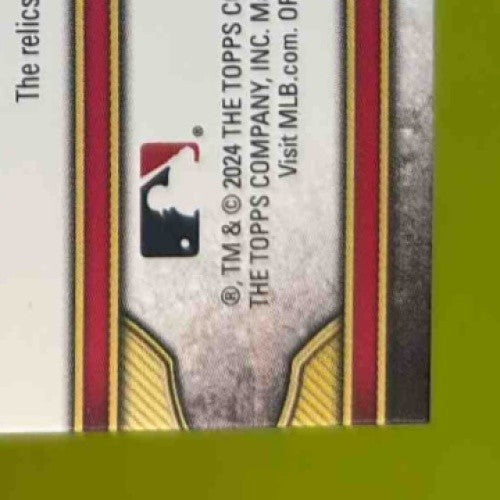 The relics
®, TM & © 2024 THE TOPPS C
THE TOPPS COMPANY, INC. M
Visit MLB.com. OF
®